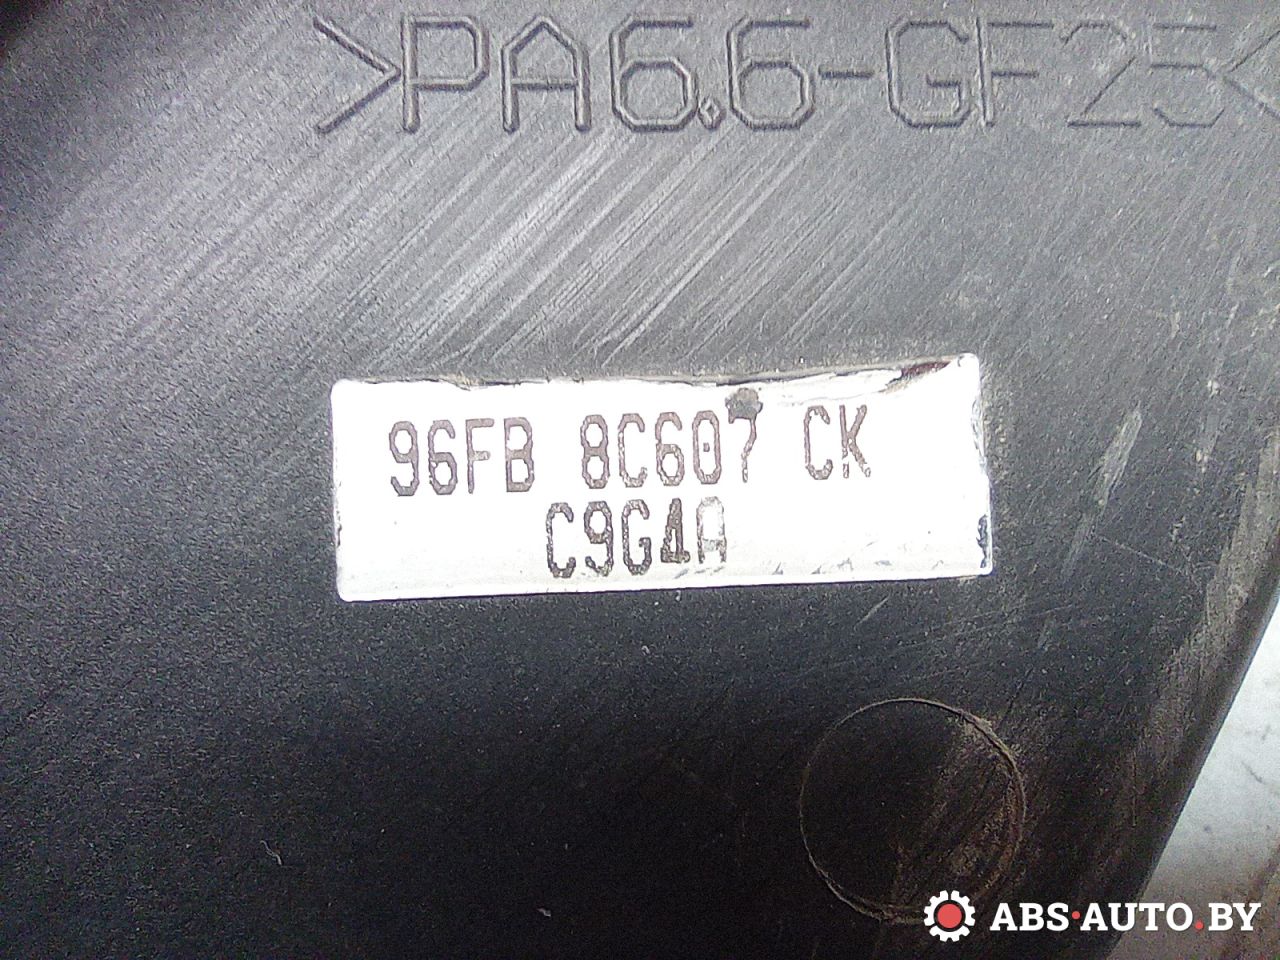 >PA6.6-GF25<
96FB 8C607 CK
C9G4A
ABS·AUTO.BY